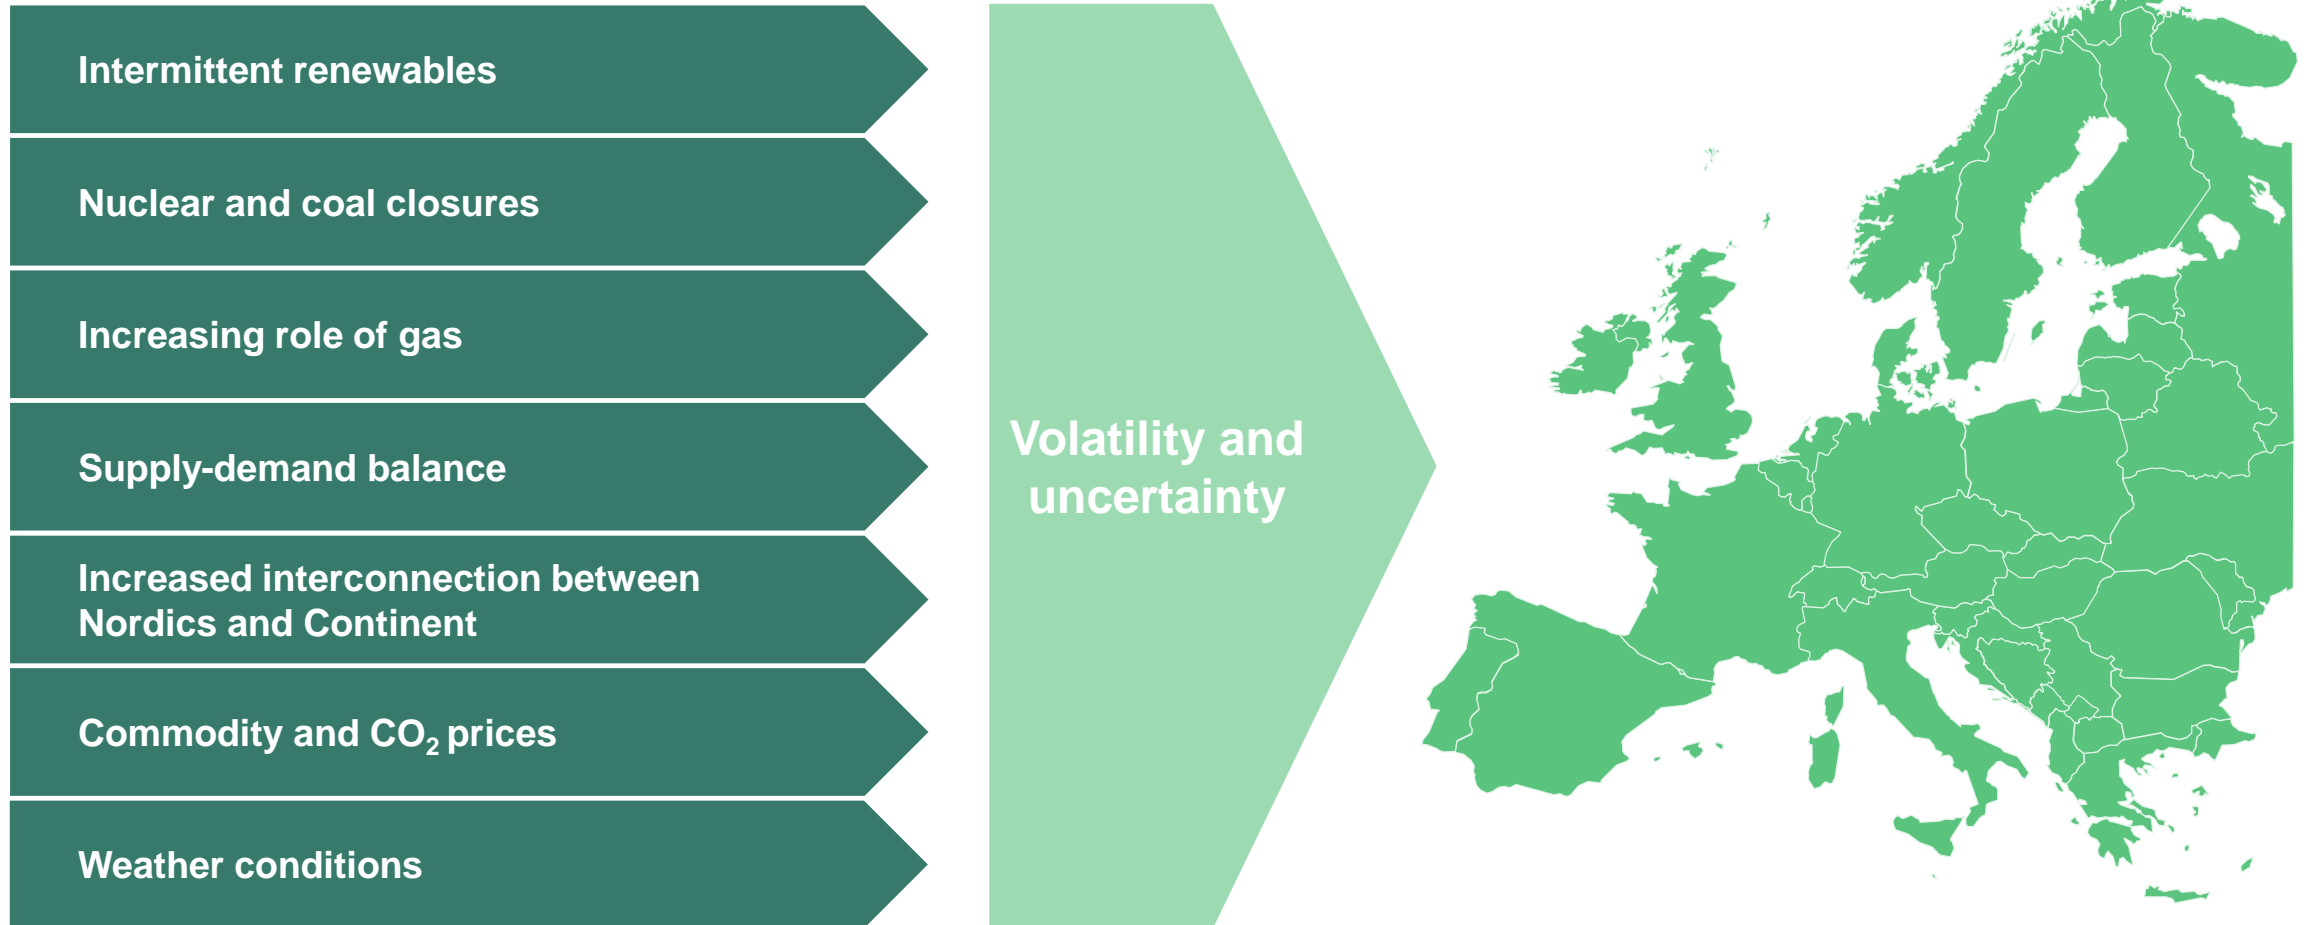 Intermittent renewables
Nuclear and coal closures
Increasing role of gas
Supply-demand balance
Increased interconnection between
Nordics and Continent
Commodity and CO₂ prices
Weather conditions
Volatility and
uncertainty